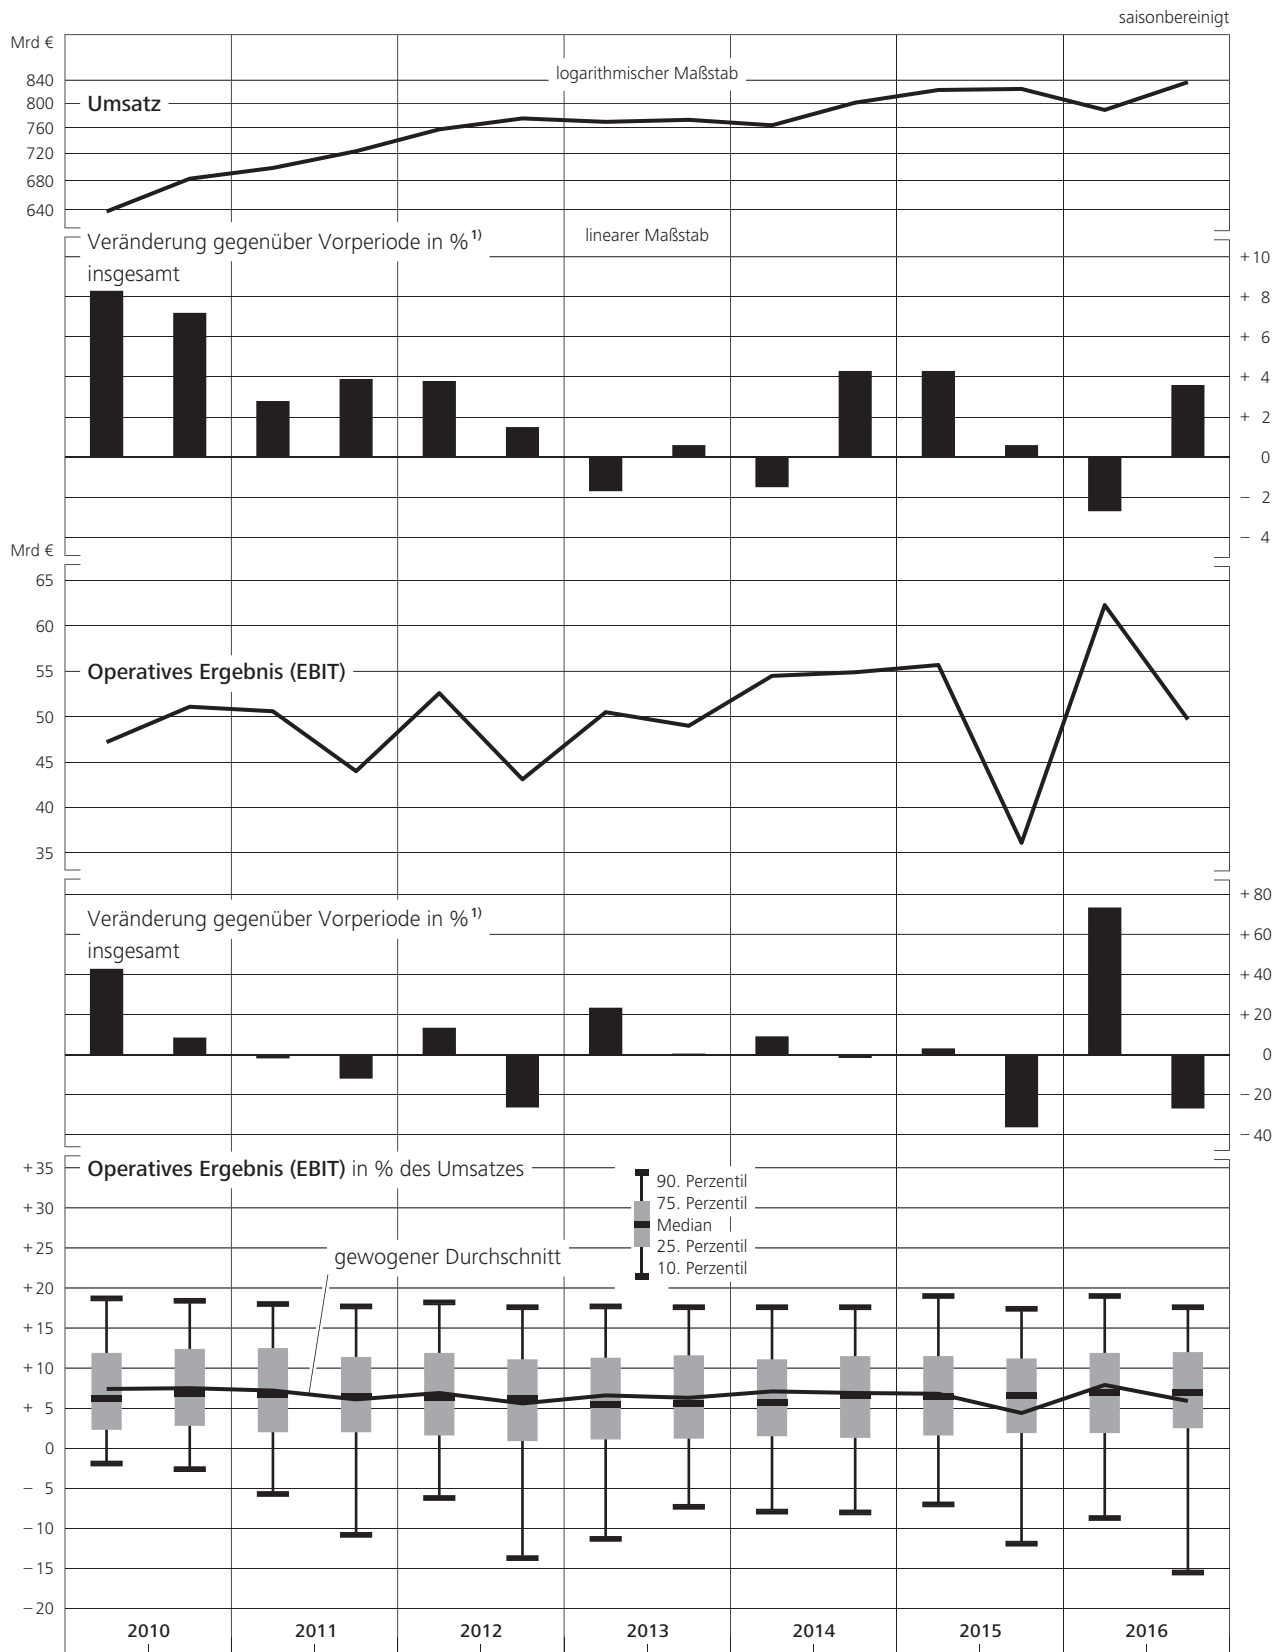 saisonbereinigt
Mrd €
logarithmischer Maßstab
840
800
Umsatz
760
720
680
640
Veränderung gegenüber Vorperiode in % 1)
linearer Maßstab
insgesamt
+ 10
+ 8
+ 6
+ 4
+ 2
0
− 2
− 4
Mrd €
65
60
55
Operatives Ergebnis (EBIT)
50
45
40
35
Veränderung gegenüber Vorperiode in % 1)
insgesamt
+ 80
+ 60
+ 40
+ 20
0
− 20
− 40
+ 35
Operatives Ergebnis (EBIT) in % des Umsatzes
90. Perzentil
75. Perzentil
Median
25. Perzentil
10. Perzentil
+ 30
+ 25
gewogener Durchschnitt
+ 20
+ 15
+ 10
+ 5
0
− 5
− 10
− 15
− 20
2010 2011 2012 2013 2014 2015 2016